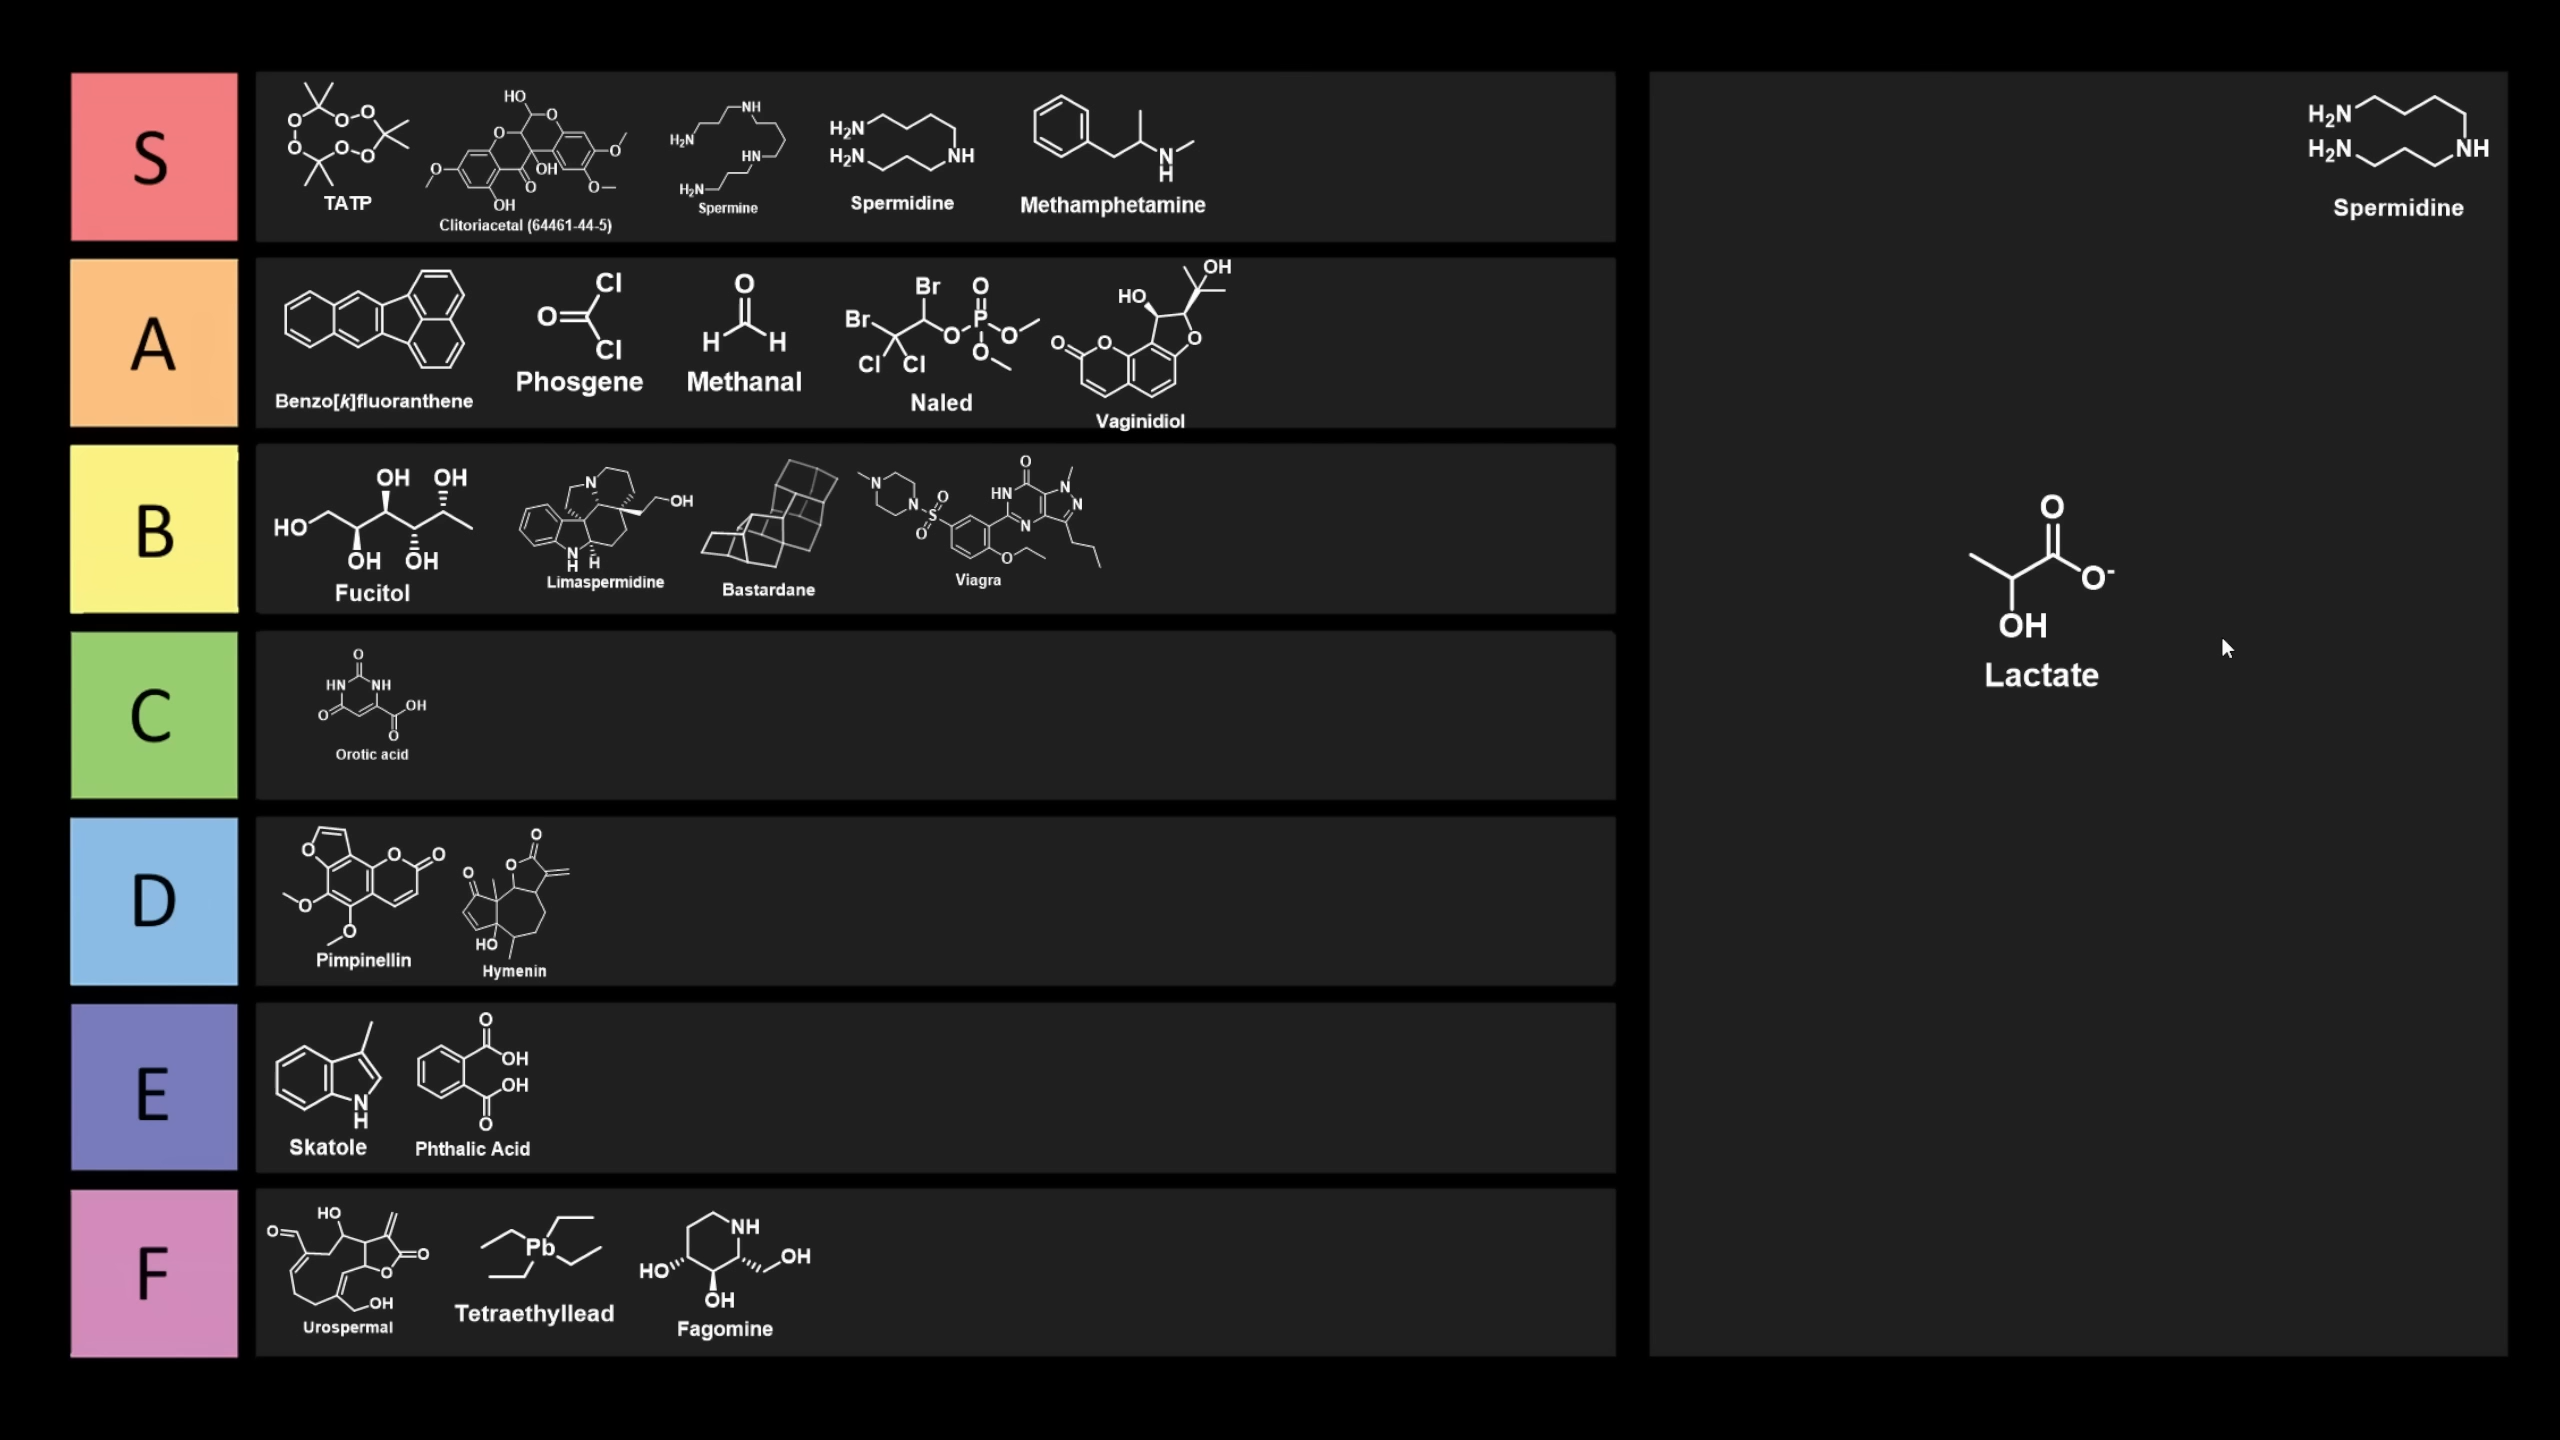 S
TATP
Clitoriacetal (64461-44-5)
Spermine
Spermidine
Methamphetamine
A
Benzo[k]fluoranthene
Phosgene
Methanal
Naled
Vaginidiol
B
Fucitol
Limaspermidine
Bastardane
Viagra
C
Orotic acid
D
Pimpinellin
Hymenin
E
Skatole
Phthalic Acid
F
Urospermal
Tetraethyllead
Fagomine
Spermidine
Lactate